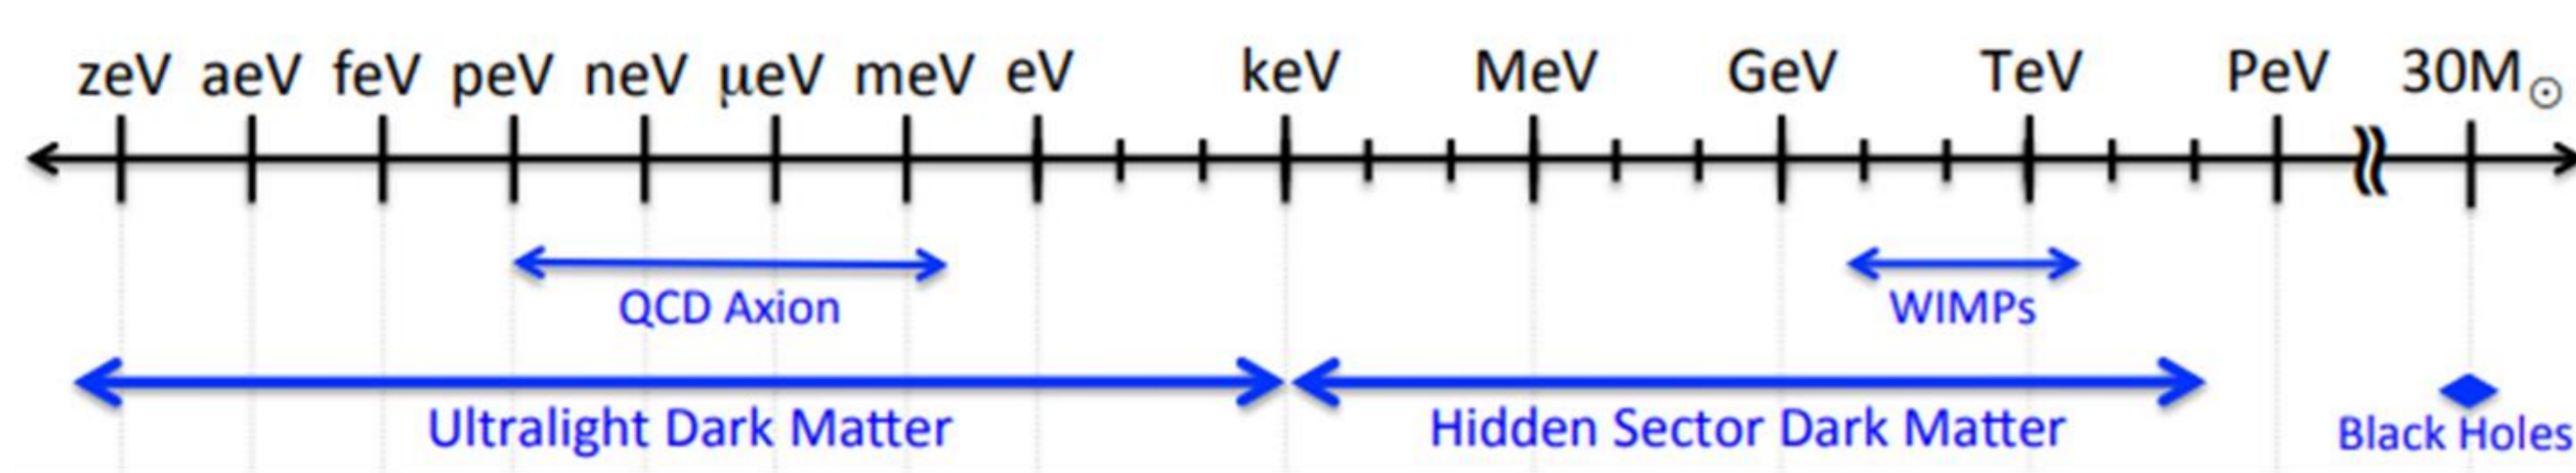 zeV aeV feV peV neV μeV meV eV keV MeV GeV TeV PeV 30M☉
QCD Axion WIMPs
Ultralight Dark Matter Hidden Sector Dark Matter Black Holes